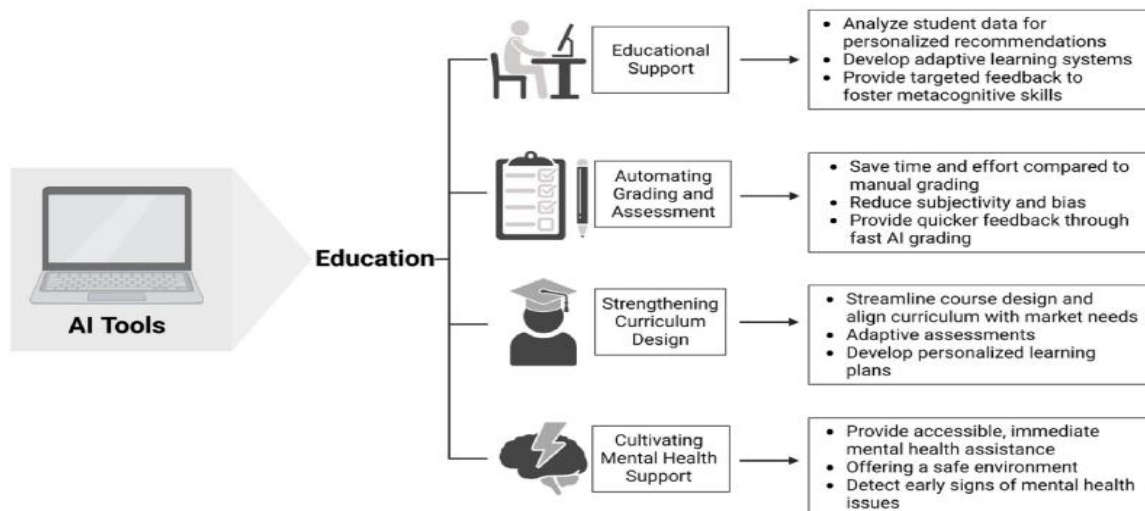 AI Tools
Education
Educational
Support
• Analyze student data for
personalized recommendations
• Develop adaptive learning systems
• Provide targeted feedback to
foster metacognitive skills
Automating
Grading and
Assessment
• Save time and effort compared to
manual grading
• Reduce subjectivity and bias
• Provide quicker feedback through
fast AI grading
Strengthening
Curriculum
Design
• Streamline course design and
align curriculum with market needs
• Adaptive assessments
• Develop personalized learning
plans
Cultivating
Mental Health
Support
• Provide accessible, immediate
mental health assistance
• Offering a safe environment
• Detect early signs of mental health
issues